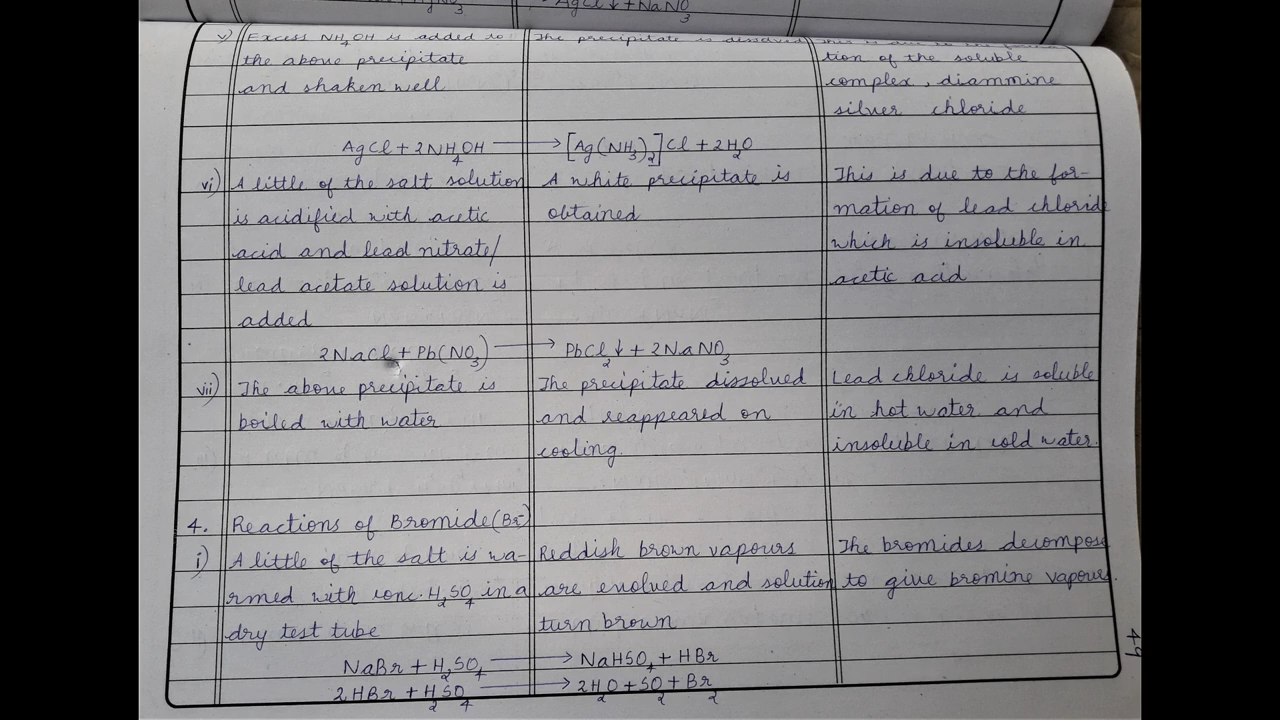 AgCl↓ + NaNO3
v) Excess NH4OH is added to
the above precipitate
and shaken well
The precipitate is dissolved
tion of the soluble
complex, diammine
silver chloride
AgCl + 2NH4OH → [Ag(NH3)2]Cl + 2H2O
vi) A little of the salt solution
is acidified with acetic
acid and lead nitrate/
lead acetate solution is
added
A white precipitate is
obtained
This is due to the for-
mation of lead chloride
which is insoluble in
acetic acid
2NaCl + Pb(NO3) → PbCl2↓ + 2NaNO3
vii) The above precipitate is
boiled with water
The precipitate dissolved
and reappeared on
cooling.
Lead chloride is soluble
in hot water and
insoluble in cold water.
4. Reactions of Bromide (Br-)
i) A little of the salt is wa-
rmed with conc. H2SO4 in a
dry test tube
Reddish brown vapours
are evolved and solution
turn brown
The bromides decompose
to give bromine vapours.
NaBr + H2SO4 → NaHSO4 + HBr
2HBr + H2SO4 → 2H2O + SO2 + Br2
49